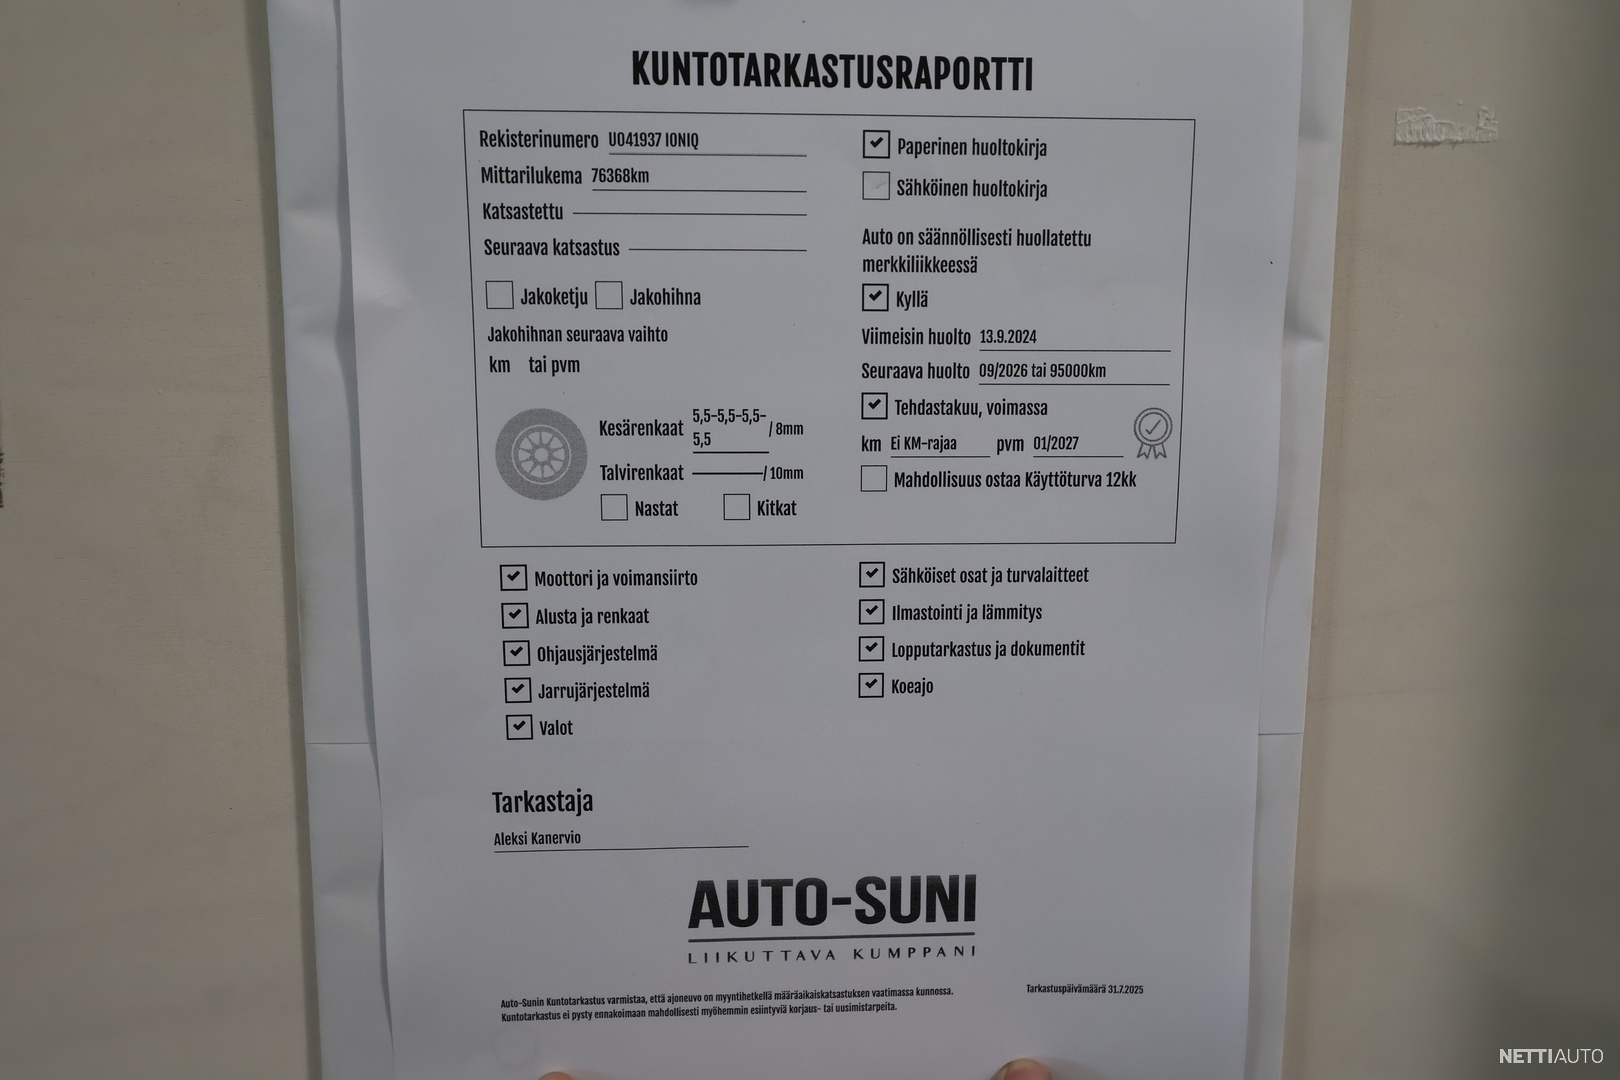 KUNTOTARKASTUSRAPORTTI
Rekisterinumero U041937 IONIQ
Mittarilukema 76368km
Katsastettu
Seuraava katsastus
Jakoketju Jakohihna
Jakohihnan seuraava vaihto
km tai pvm
Kesärenkaat 5,5-5,5-5,5-5,5 / 8mm
Talvirenkaat / 10mm
Nastat Kitkat
Paperinen huoltokirja
Sähköinen huoltokirja
Auto on säännöllisesti huollatettu
merkkiliikkeessä
Kyllä
Viimeisin huolto 13.9.2024
Seuraava huolto 09/2026 tai 95000km
Tehdastakuu, voimassa
km Ei KM-rajaa pvm 01/2027
Mahdollisuus ostaa Käyttöturva 12kk
Moottori ja voimansiirto
Alusta ja renkaat
Ohjausjärjestelmä
Jarrujärjestelmä
Valot
Sähköiset osat ja turvalaitteet
Ilmastointi ja lämmitys
Lopputarkastus ja dokumentit
Koeajo
Tarkastaja
Aleksi Kanervio
AUTO-SUNI
LIIKUTTAVA KUMPPANI
Auto-Sunin Kuntotarkastus varmistaa, että ajoneuvo on myyntihetkellä määräaikaiskatsastuksen vaatimassa kunnossa.
Kuntotarkastus ei pysty ennakoimaan mahdollisesti myöhemmin esiintyviä korjaus- tai uusimistarpeita.
Tarkastuspäivämäärä 31.7.2025
NETTIAUTO